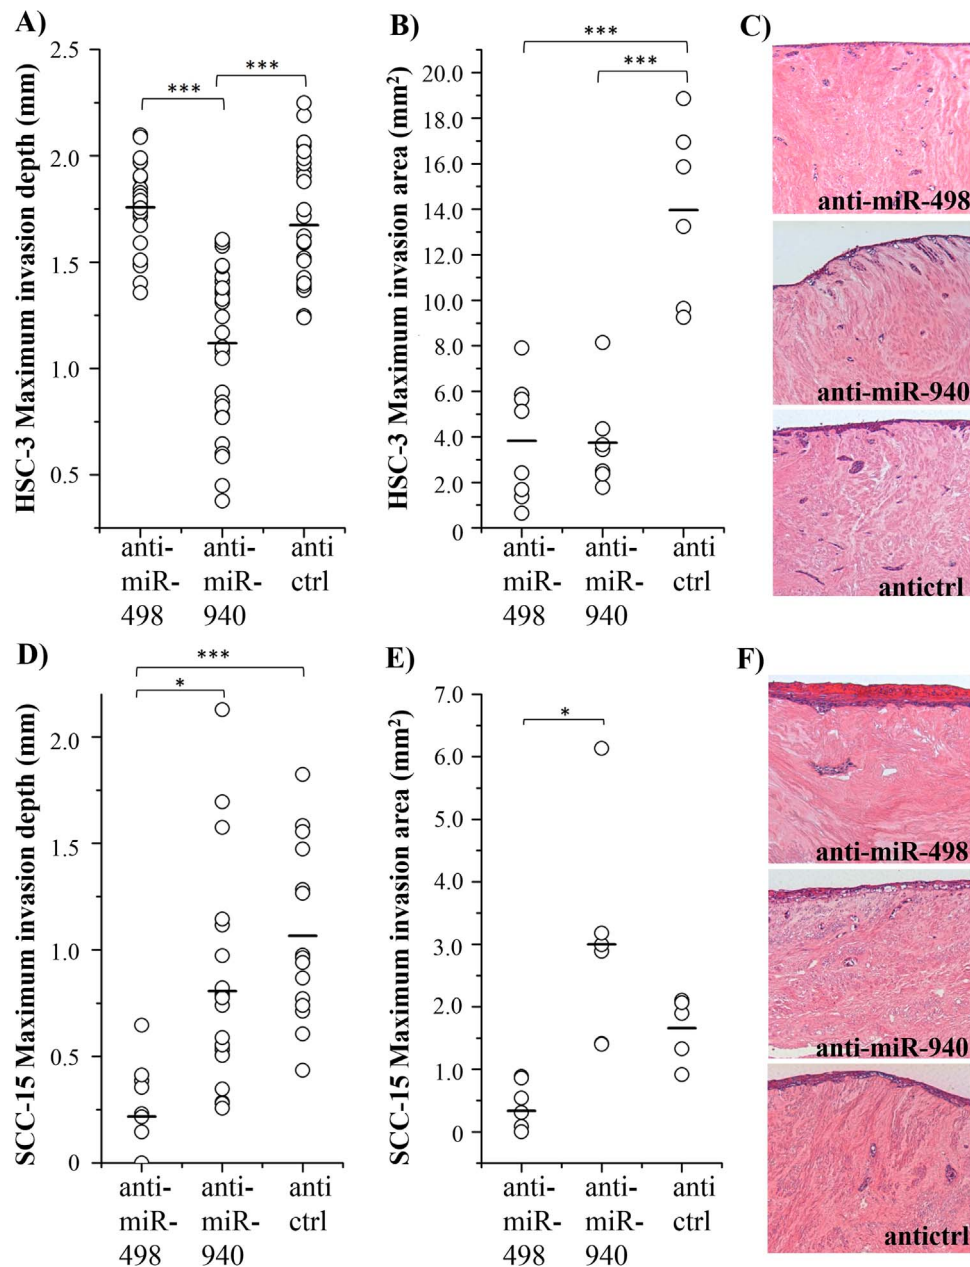 A)
HSC-3 Maximum invasion depth (mm)
2.5
2.0
1.5
1.0
0.5
***
***
anti-
miR-
498
anti-
miR-
940
anti
ctrl
B)
HSC-3 Maximum invasion area (mm²)
20.0
18.0
16.0
14.0
12.0
10.0
8.0
6.0
4.0
2.0
0
***
***
anti-
miR-
498
anti-
miR-
940
anti
ctrl
C)
anti-miR-498
anti-miR-940
antictrl
D)
SCC-15 Maximum invasion depth (mm)
2.0
1.5
1.0
0.5
0
***
*
anti-
miR-
498
anti-
miR-
940
anti
ctrl
E)
SCC-15 Maximum invasion area (mm²)
7.0
6.0
5.0
4.0
3.0
2.0
1.0
0
*
anti-
miR-
498
anti-
miR-
940
anti
ctrl
F)
anti-miR-498
anti-miR-940
antictrl